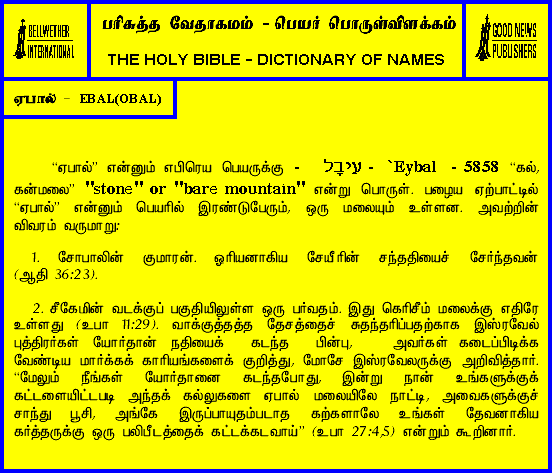 BELLWETHER
INTERNATIONAL
பரிசுத்த வேதாகமம் - பெயர் பொருள்விளக்கம்
THE HOLY BIBLE - DICTIONARY OF NAMES
GOOD NEWS
PUBLISHERS
ஏபால் - EBAL(OBAL)
“ஏபால்” என்னும் எபிரெய பெயருக்கு - עיבָל - `Eybal - 5858 “கல்,
கன்மலை” "stone" or "bare mountain" என்று பொருள். பழைய ஏற்பாட்டில்
“ஏபால்” என்னும் பெயரில் இரண்டுபேரும், ஒரு மலையும் உள்ளன. அவற்றின்
விவரம் வருமாறு:
1. சோபாலின் குமாரன். ஓரியனாகிய சேயீரின் சந்ததியைச் சேர்ந்தவன்
(ஆதி 36:23).
2. சீகேமின் வடக்குப் பகுதியிலுள்ள ஒரு பர்வதம். இது கெரிசீம் மலைக்கு எதிரே
உள்ளது (உபா 11:29). வாக்குத்தத்த தேசத்தைச் சுதந்தரிப்பதற்காக இஸ்ரவேல்
புத்திரர்கள் யோர்தான் நதியைக் கடந்த பின்பு, அவர்கள் கடைப்பிடிக்க
வேண்டிய மார்க்கக் காரியங்களைக் குறித்து, மோசே இஸ்ரவேலருக்கு அறிவித்தார்.
“மேலும் நீங்கள் யோர்தானை கடந்தபோது, இன்று நான் உங்களுக்குக்
கட்டளையிட்டபடி அந்தக் கல்லுகளை ஏபால் மலையிலே நாட்டி, அவைகளுக்குச்
சாந்து பூசி, அங்கே இருப்பாயுதம்படாத கற்களாலே உங்கள் தேவனாகிய
கர்த்தருக்கு ஒரு பலிபீடத்தைக் கட்டக்கடவாய்” (உபா 27:4,5) என்றும் கூறினார்.